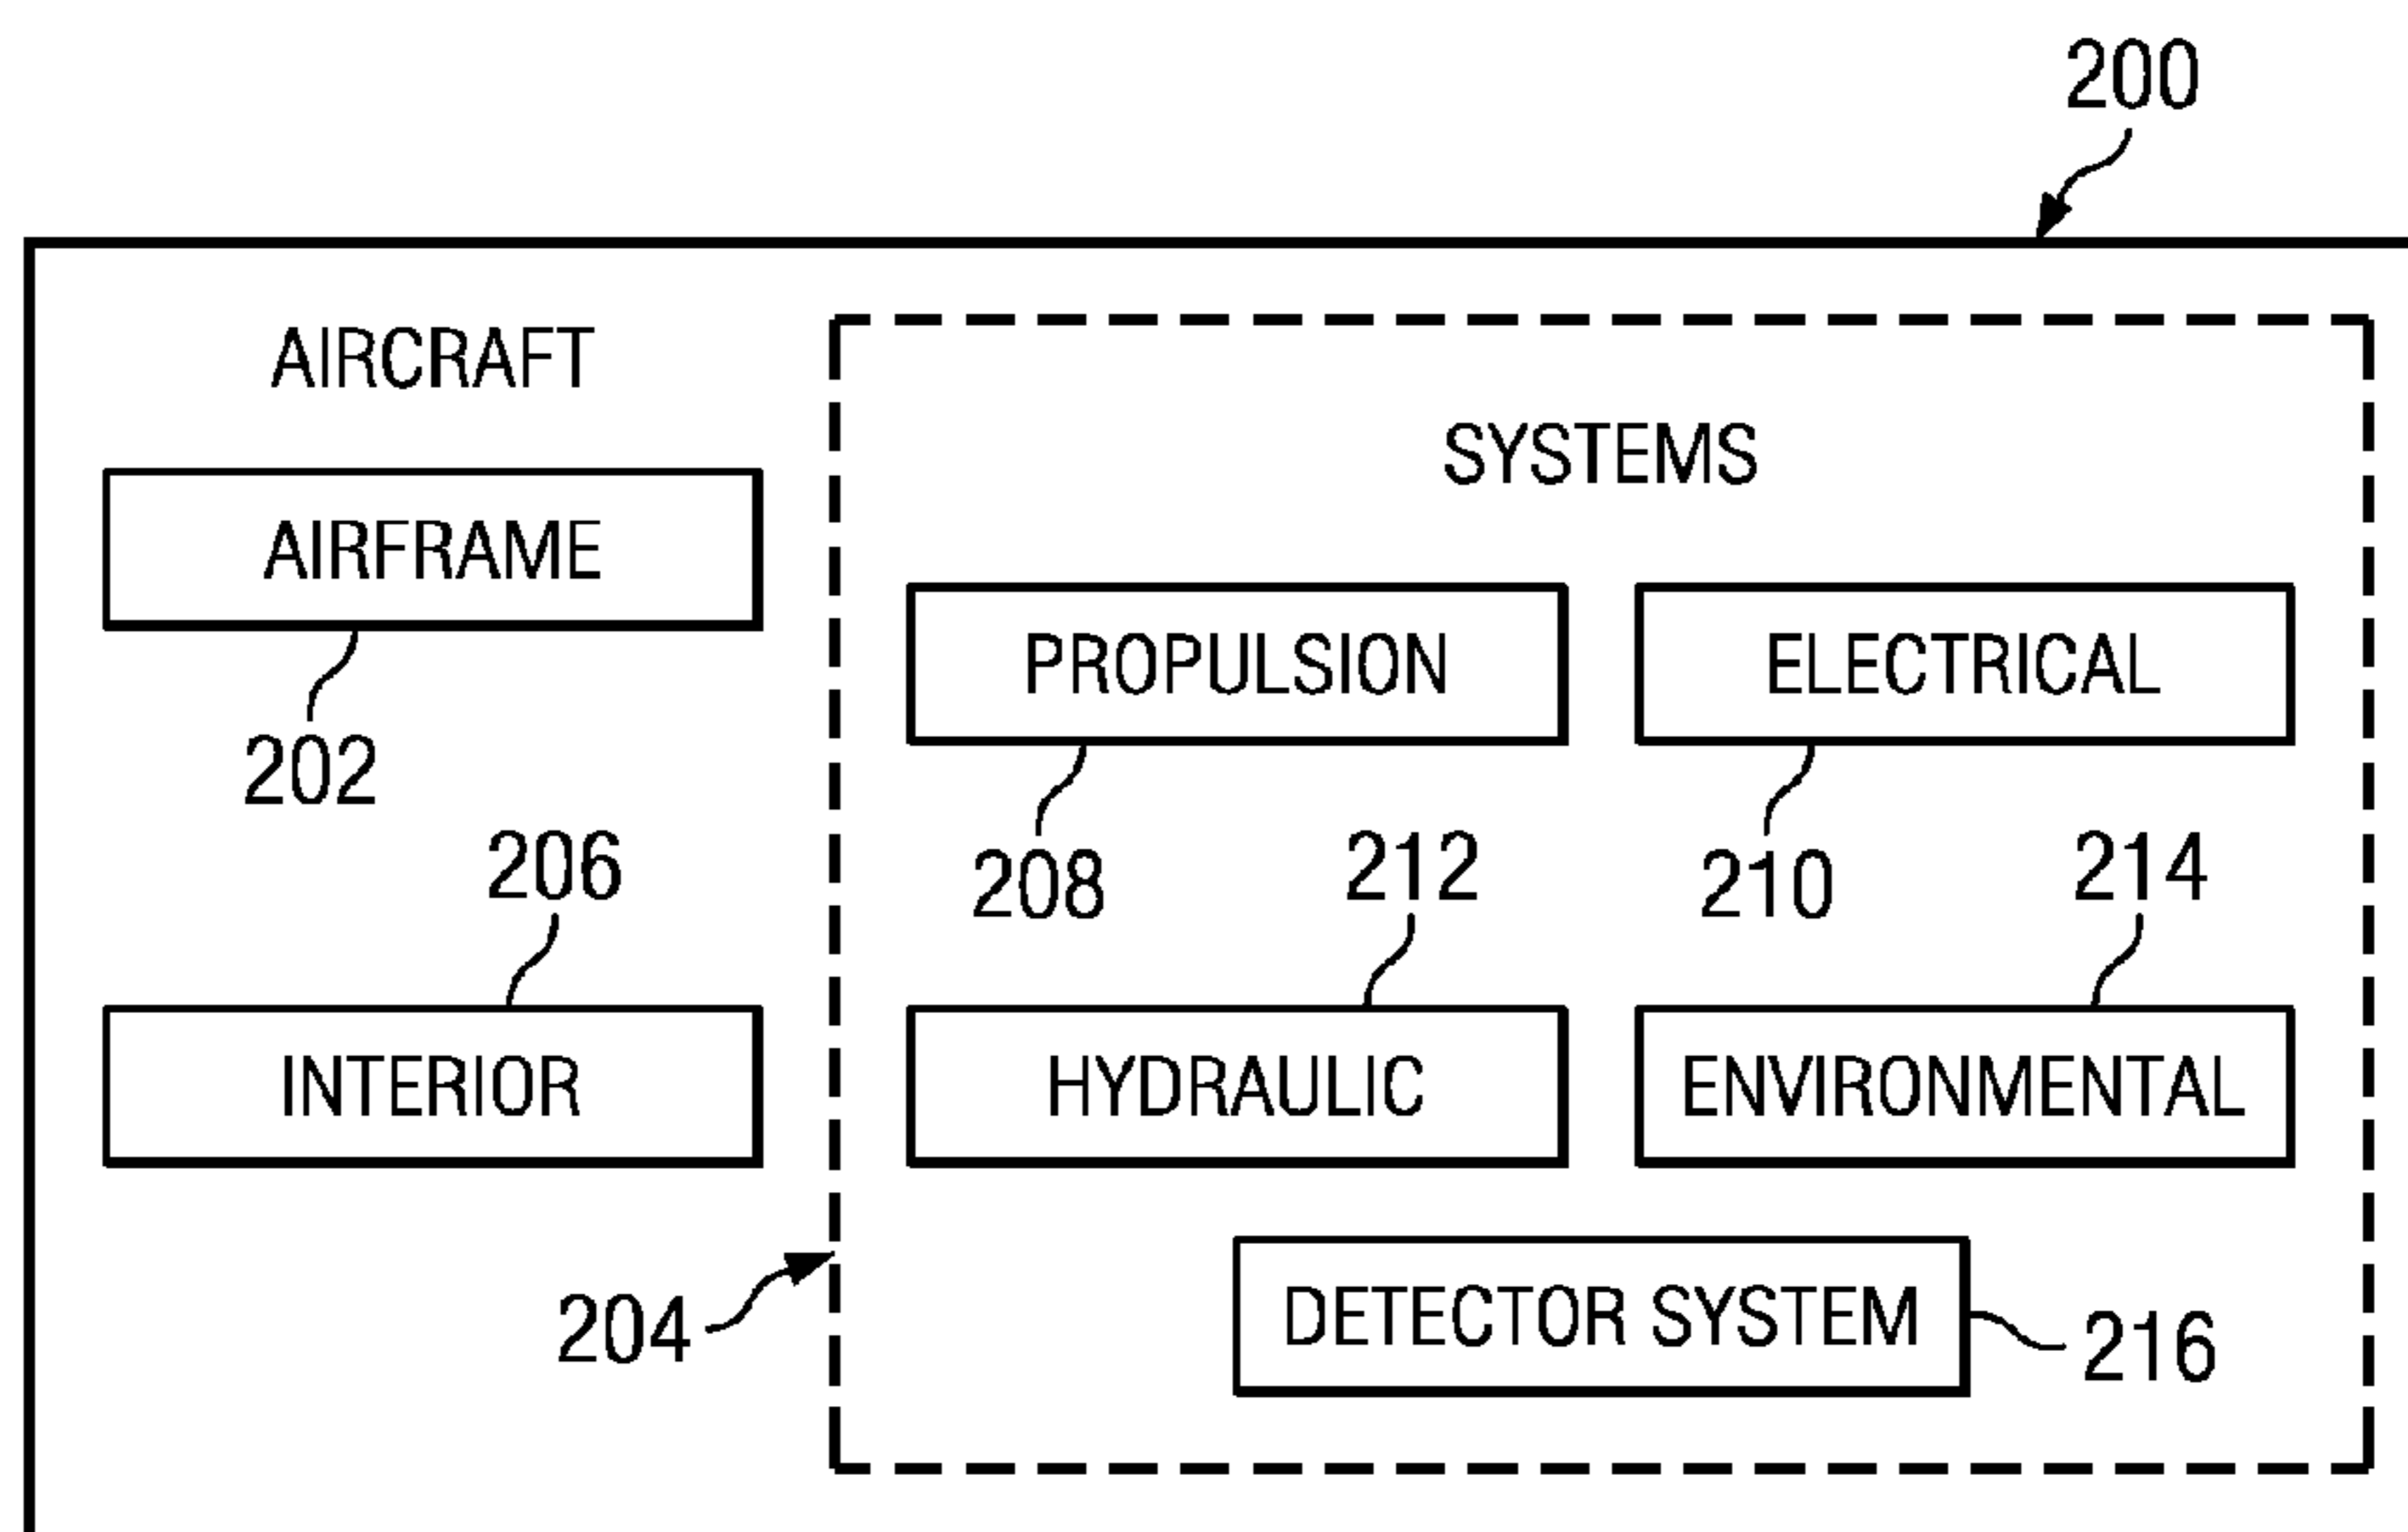 200
AIRCRAFT
SYSTEMS
AIRFRAME
PROPULSION
ELECTRICAL
202
206
208
212
210
214
INTERIOR
HYDRAULIC
ENVIRONMENTAL
204
DETECTOR SYSTEM
216